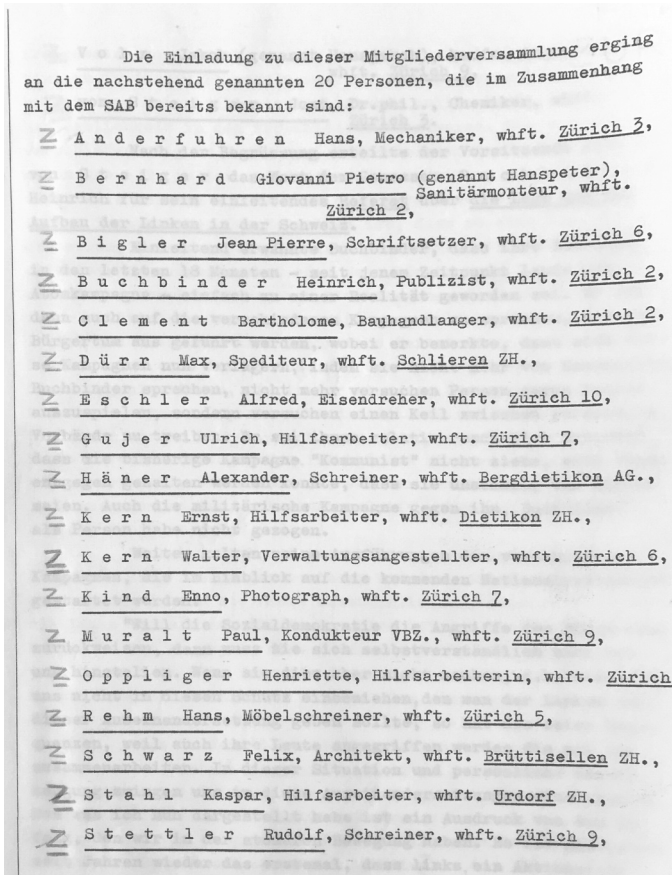 Die Einladung zu dieser Mitgliederversammlung erging
an die nachstehend genannten 20 Personen, die im Zusammenhang
mit dem SAB bereits bekannt sind:
Z Anderfuhren Hans, Mechaniker, whft. Zürich 3,
Z Bernhard Giovanni Pietro (genannt Hanspeter),
Sanitärmonteur, whft.
Zürich 2,
Z Bigler Jean Pierre, Schriftsetzer, whft. Zürich 6,
Z Buchbinder Heinrich, Publizist, whft. Zürich 2,
Z Clement Bartholome, Bauhandlanger, whft. Zürich 2,
Z Dürr Max, Spediteur, whft. Schlieren ZH.,
Z Eschler Alfred, Eisendreher, whft. Zürich 10,
Z Gujer Ulrich, Hilfsarbeiter, whft. Zürich 7,
Z Häner Alexander, Schreiner, whft. Bergdietikon AG.,
Z Kern Ernst, Hilfsarbeiter, whft. Dietikon ZH.,
Z Kern Walter, Verwaltungsangestellter, whft. Zürich 6,
Z Kind Enno, Photograph, whft. Zürich 7,
Z Muralt Paul, Kondukteur VBZ., whft. Zürich 9,
Z Oppliger Henriette, Hilfsarbeiterin, whft. Zürich
Z Rehm Hans, Möbelschreiner, whft. Zürich 5,
Z Schwarz Felix, Architekt, whft. Brüttisellen ZH.,
Z Stahl Kaspar, Hilfsarbeiter, whft. Urdorf ZH.,
Z Stettler Rudolf, Schreiner, whft. Zürich 9,